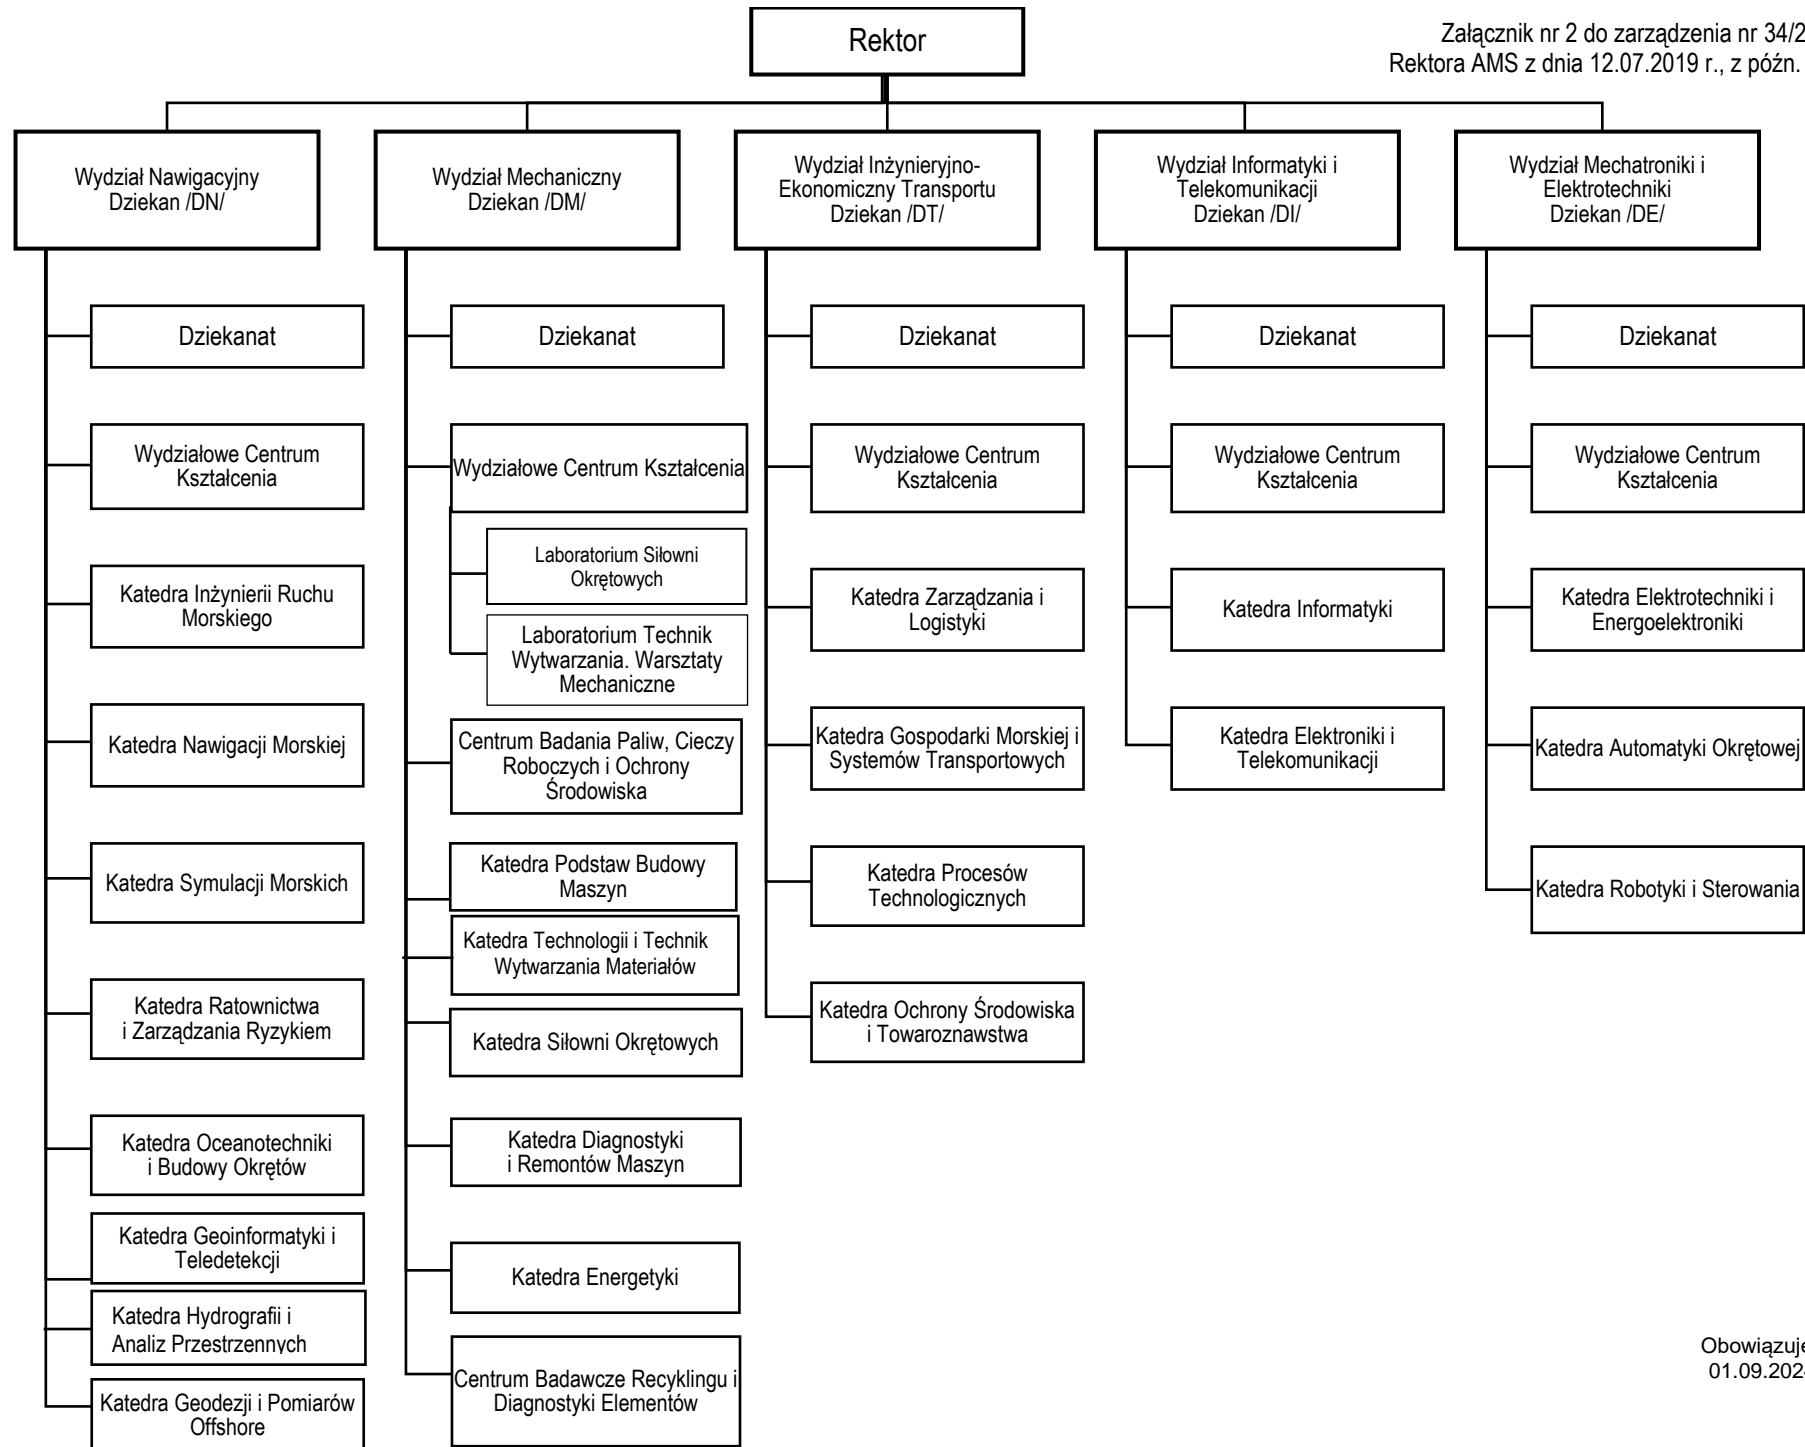 Rektor
Załącznik nr 2 do zarządzenia nr 34/2
Rektora AMS z dnia 12.07.2019 r., z późn.
Wydział Nawigacyjny
Dziekan /DN/
Wydział Mechaniczny
Dziekan /DM/
Wydział Inżynieryjno-
Ekonomiczny Transportu
Dziekan /DT/
Wydział Informatyki i
Telekomunikacji
Dziekan /DI/
Wydział Mechatroniki i
Elektrotechniki
Dziekan /DE/
Dziekanat
Wydziałowe Centrum
Kształcenia
Katedra Inżynierii Ruchu
Morskiego
Katedra Nawigacji Morskiej
Katedra Symulacji Morskich
Katedra Ratownictwa
i Zarządzania Ryzykiem
Katedra Oceanotechniki
i Budowy Okrętów
Katedra Geoinformatyki i
Teledetekcji
Katedra Hydrografii i
Analiz Przestrzennych
Katedra Geodezji i Pomiarów
Offshore
Dziekanat
Wydziałowe Centrum Kształcenia
Laboratorium Siłowni
Okrętowych
Laboratorium Technik
Wytwarzania. Warsztaty
Mechaniczne
Centrum Badania Paliw, Cieczy
Roboczych i Ochrony
Środowiska
Katedra Podstaw Budowy
Maszyn
Katedra Technologii i Technik
Wytwarzania Materiałów
Katedra Siłowni Okrętowych
Katedra Diagnostyki
i Remontów Maszyn
Katedra Energetyki
Centrum Badawcze Recyklingu i
Diagnostyki Elementów
Dziekanat
Wydziałowe Centrum
Kształcenia
Katedra Zarządzania i
Logistyki
Katedra Gospodarki Morskiej i
Systemów Transportowych
Katedra Procesów
Technologicznych
Katedra Ochrony Środowiska
i Towaroznawstwa
Dziekanat
Wydziałowe Centrum
Kształcenia
Katedra Informatyki
Katedra Elektroniki i
Telekomunikacji
Dziekanat
Wydziałowe Centrum
Kształcenia
Katedra Elektrotechniki i
Energoelektroniki
Katedra Automatyki Okrętowej
Katedra Robotyki i Sterowania
Obowiązuje
01.09.2024